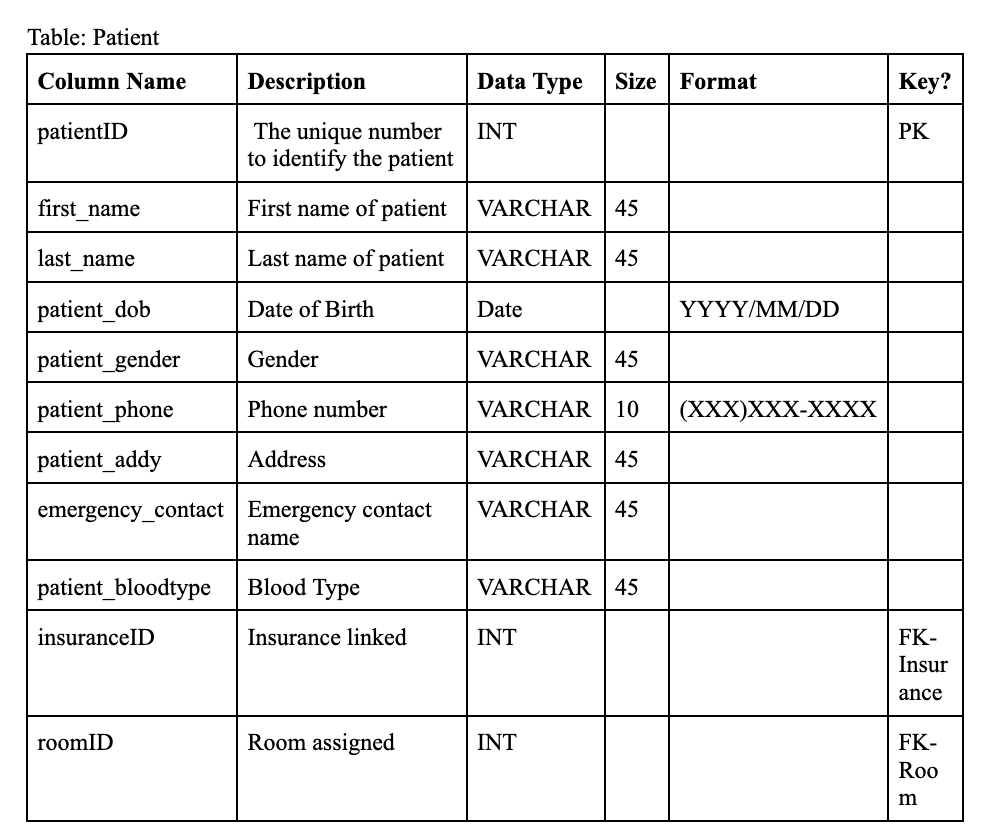 Table: Patient
Column Name Description Data Type Size Format Key?
patientID The unique number INT PK
to identify the patient
first_name First name of patient VARCHAR 45
last_name Last name of patient VARCHAR 45
patient_dob Date of Birth Date YYYY/MM/DD
patient_gender Gender VARCHAR 45
patient_phone Phone number VARCHAR 10 (XXX)XXX-XXXX
patient_addy Address VARCHAR 45
emergency_contact Emergency contact VARCHAR 45
name
patient_bloodtype Blood Type VARCHAR 45
insuranceID Insurance linked INT FK-
Insur
ance
roomID Room assigned INT FK-
Roo
m